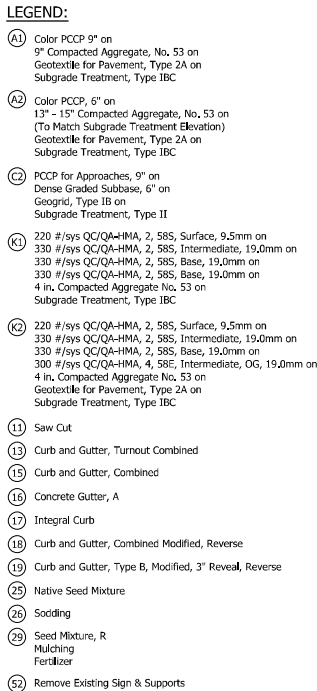 LEGEND:
A1 Color PCCP 9" on
9" Compacted Aggregate, No. 53 on
Geotextile for Pavement, Type 2A on
Subgrade Treatment, Type IBC
A2 Color PCCP, 6" on
13" - 15" Compacted Aggregate, No. 53 on
(To Match Subgrade Treatment Elevation)
Geotextile for Pavement, Type 2A on
Subgrade Treatment, Type IBC
C2 PCCP for Approaches, 9" on
Dense Graded Subbase, 6" on
Geogrid, Type IB on
Subgrade Treatment, Type II
K1 220 #/sys QC/QA-HMA, 2, 58S, Surface, 9.5mm on
330 #/sys QC/QA-HMA, 2, 58S, Intermediate, 19.0mm on
330 #/sys QC/QA-HMA, 2, 58S, Base, 19.0mm on
330 #/sys QC/QA-HMA, 2, 58S, Base, 19.0mm on
4 in. Compacted Aggregate No. 53 on
Subgrade Treatment, Type IBC
K2 220 #/sys QC/QA-HMA, 2, 58S, Surface, 9.5mm on
330 #/sys QC/QA-HMA, 2, 58S, Intermediate, 19.0mm on
330 #/sys QC/QA-HMA, 2, 58S, Base, 19.0mm on
300 #/sys QC/QA-HMA, 4, 58E, Intermediate, OG, 19.0mm on
4 in. Compacted Aggregate No. 53 on
Geotextile for Pavement, Type 2A on
Subgrade Treatment, Type IBC
11 Saw Cut
13 Curb and Gutter, Turnout Combined
15 Curb and Gutter, Combined
16 Concrete Gutter, A
17 Integral Curb
18 Curb and Gutter, Combined Modified, Reverse
19 Curb and Gutter, Type B, Modified, 3" Reveal, Reverse
25 Native Seed Mixture
26 Sodding
29 Seed Mixture, R
Mulching
Fertilizer
52 Remove Existing Sign & Supports